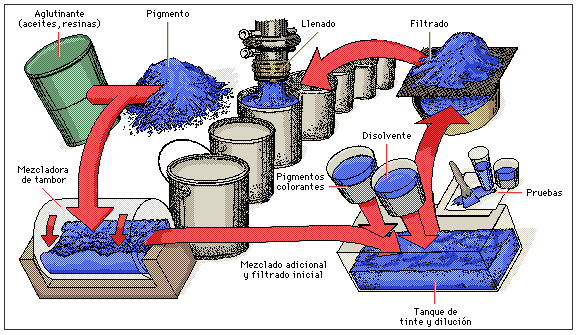 Aglutinante
(aceites, resinas)
Pigmento
Llenado
Filtrado
Mezcladora
de tambor
Disolvente
Pigmentos
colorantes
Pruebas
Mezclado adicional
y filtrado inicial
Tanque de
tinte y dilución